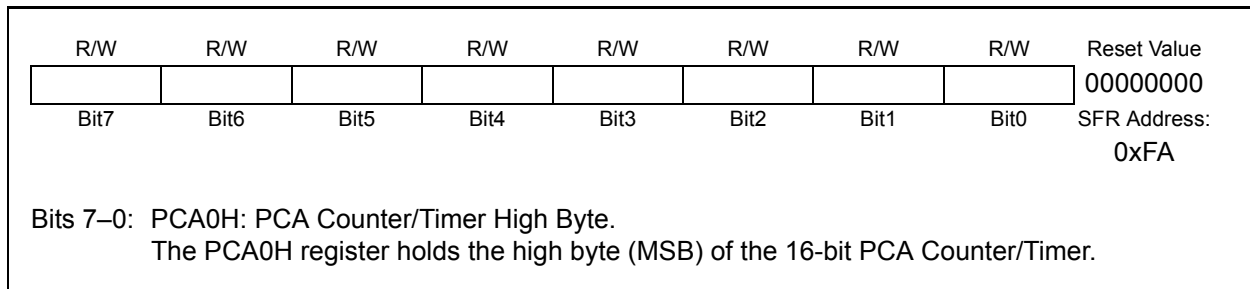 R/W R/W R/W R/W R/W R/W R/W R/W Reset Value
00000000
Bit7 Bit6 Bit5 Bit4 Bit3 Bit2 Bit1 Bit0 SFR Address:
0xFA
Bits 7–0: PCA0H: PCA Counter/Timer High Byte.
The PCA0H register holds the high byte (MSB) of the 16-bit PCA Counter/Timer.